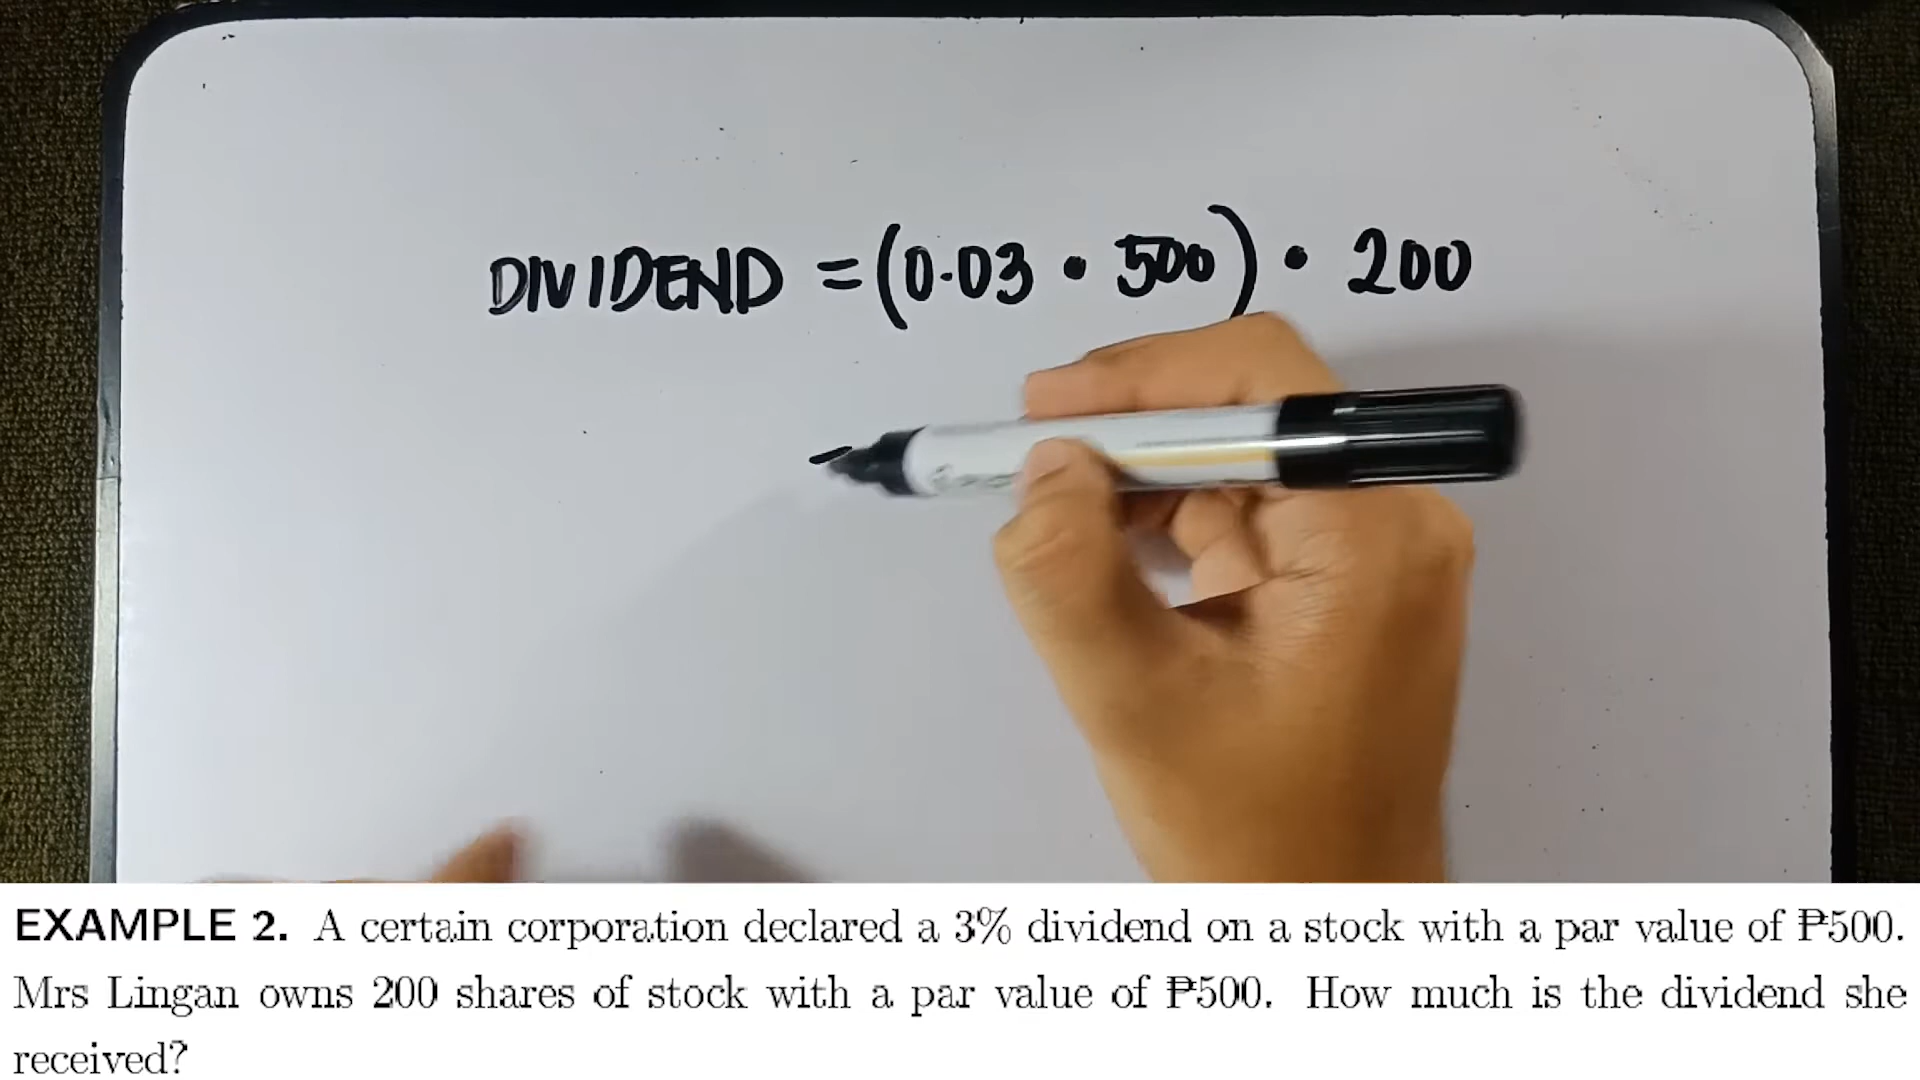 DIVIDEND = (0.03 • 500) • 200
EXAMPLE 2. A certain corporation declared a 3% dividend on a stock with a par value of ₱500.
Mrs Lingan owns 200 shares of stock with a par value of ₱500. How much is the dividend she
received?